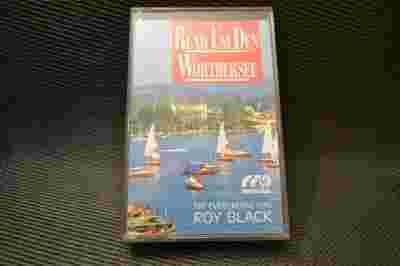 RUND UM DEN
WÖRTHERSEE
ROY BLACK